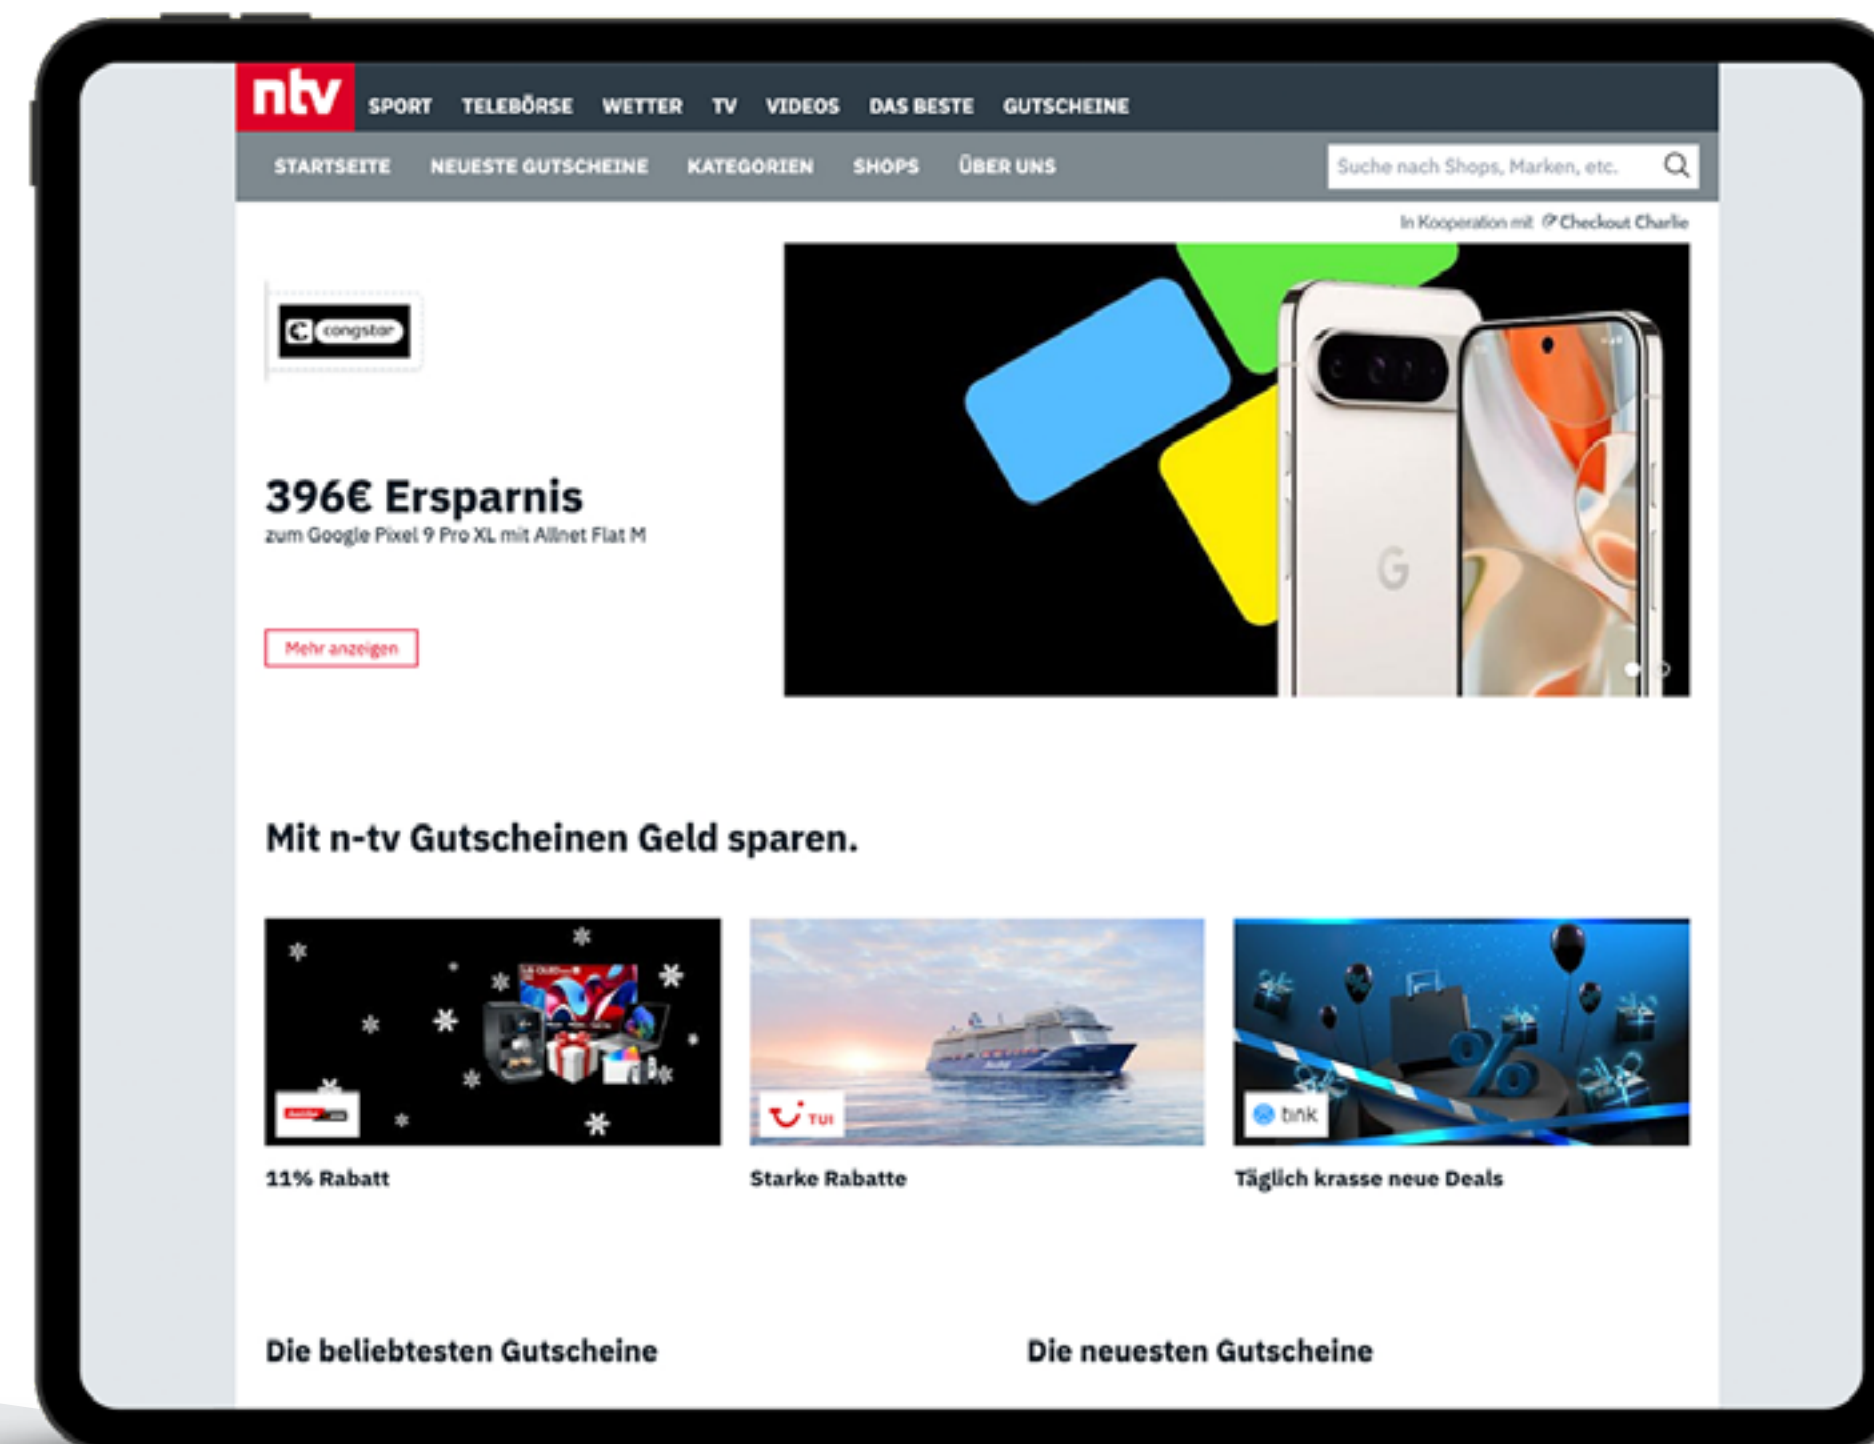 ntv SPORT TELEBÖRSE WETTER TV VIDEOS DAS BESTE GUTSCHEINE
STARTSEITE NEUESTE GUTSCHEINE KATEGORIEN SHOPS ÜBER UNS Suche nach Shops, Marken, etc.
In Kooperation mit Checkout Charlie
C congstar
396€ Ersparnis
zum Google Pixel 9 Pro XL mit Allnet Flat M
Mehr anzeigen
G
Mit n-tv Gutscheinen Geld sparen.
LG OLED
TUI
tink
11% Rabatt
Starke Rabatte
Täglich krasse neue Deals
Die beliebtesten Gutscheine
Die neuesten Gutscheine